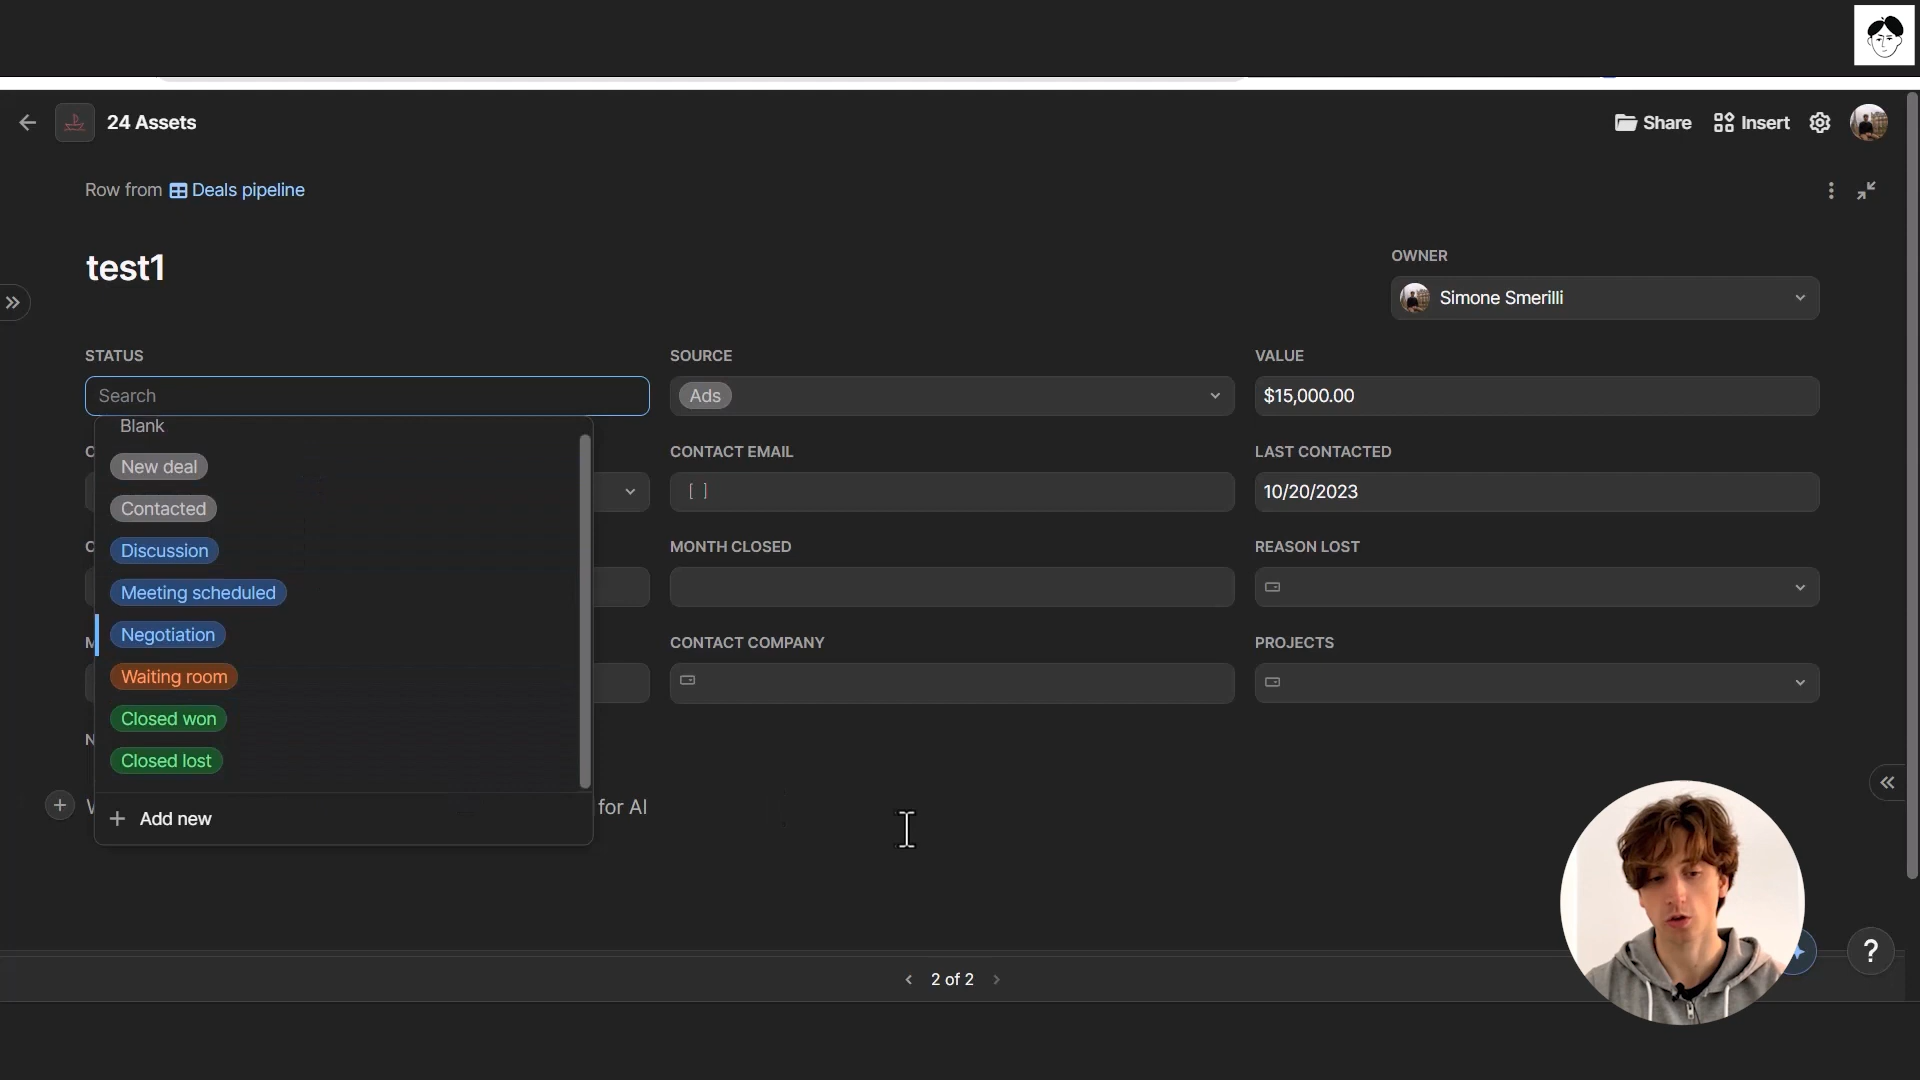 24 Assets
Share
Insert
Row from Deals pipeline
test1
OWNER
Simone Smerilli
STATUS
SOURCE
VALUE
Search
Ads
$15,000.00
Blank
CONTACT EMAIL
LAST CONTACTED
New deal
[ ]
10/20/2023
Contacted
Discussion
MONTH CLOSED
REASON LOST
Meeting scheduled
Negotiation
CONTACT COMPANY
PROJECTS
Waiting room
Closed won
Closed lost
for AI
Add new
2 of 2
?